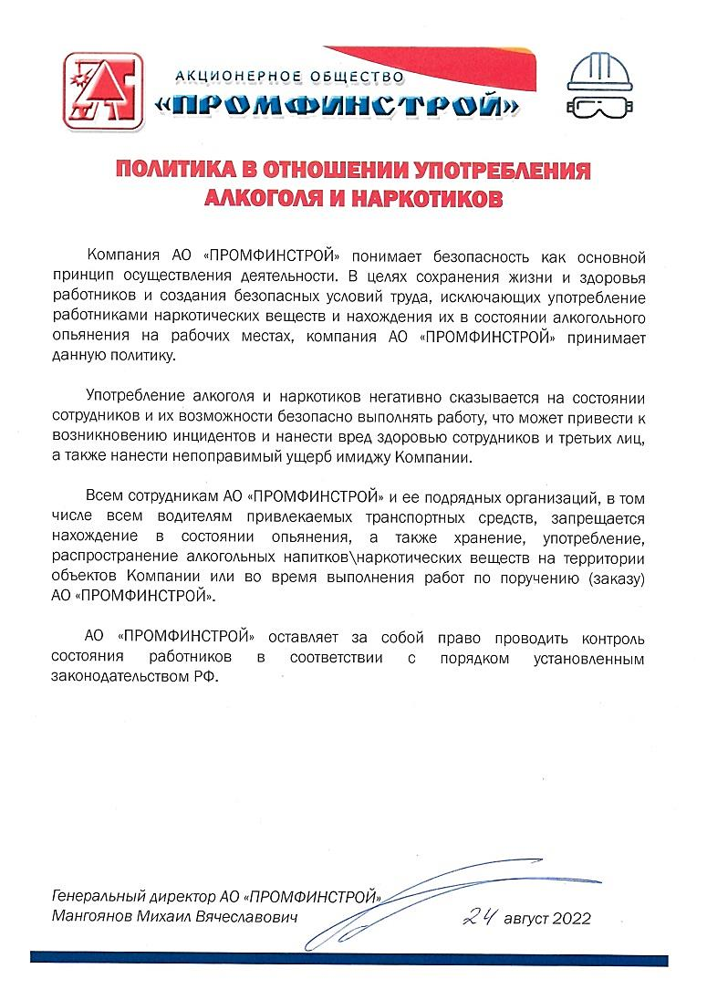 АКЦИОНЕРНОЕ ОБЩЕСТВО
«ПРОМФИНСТРОЙ»
ПОЛИТИКА В ОТНОШЕНИИ УПОТРЕБЛЕНИЯ
АЛКОГОЛЯ И НАРКОТИКОВ
Компания АО «ПРОМФИНСТРОЙ» понимает безопасность как основной
принцип осуществления деятельности. В целях сохранения жизни и здоровья
работников и создания безопасных условий труда, исключающих употребление
работниками наркотических веществ и нахождения их в состоянии алкогольного
опьянения на рабочих местах, компания АО «ПРОМФИНСТРОЙ» принимает
данную политику.
Употребление алкоголя и наркотиков негативно сказывается на состоянии
сотрудников и их возможности безопасно выполнять работу, что может привести к
возникновению инцидентов и нанести вред здоровью сотрудников и третьих лиц,
а также нанести непоправимый ущерб имиджу Компании.
Всем сотрудникам АО «ПРОМФИНСТРОЙ» и ее подрядных организаций, в том
числе всем водителям привлекаемых транспортных средств, запрещается
нахождение в состоянии опьянения, а также хранение, употребление,
распространение алкогольных напитков\наркотических веществ на территории
объектов Компании или во время выполнения работ по поручению (заказу)
АО «ПРОМФИНСТРОЙ».
АО «ПРОМФИНСТРОЙ» оставляет за собой право проводить контроль
состояния работников в соответствии с порядком установленным
законодательством РФ.
Генеральный директор АО «ПРОМФИНСТРОЙ»
Мангоянов Михаил Вячеславович
24 август 2022